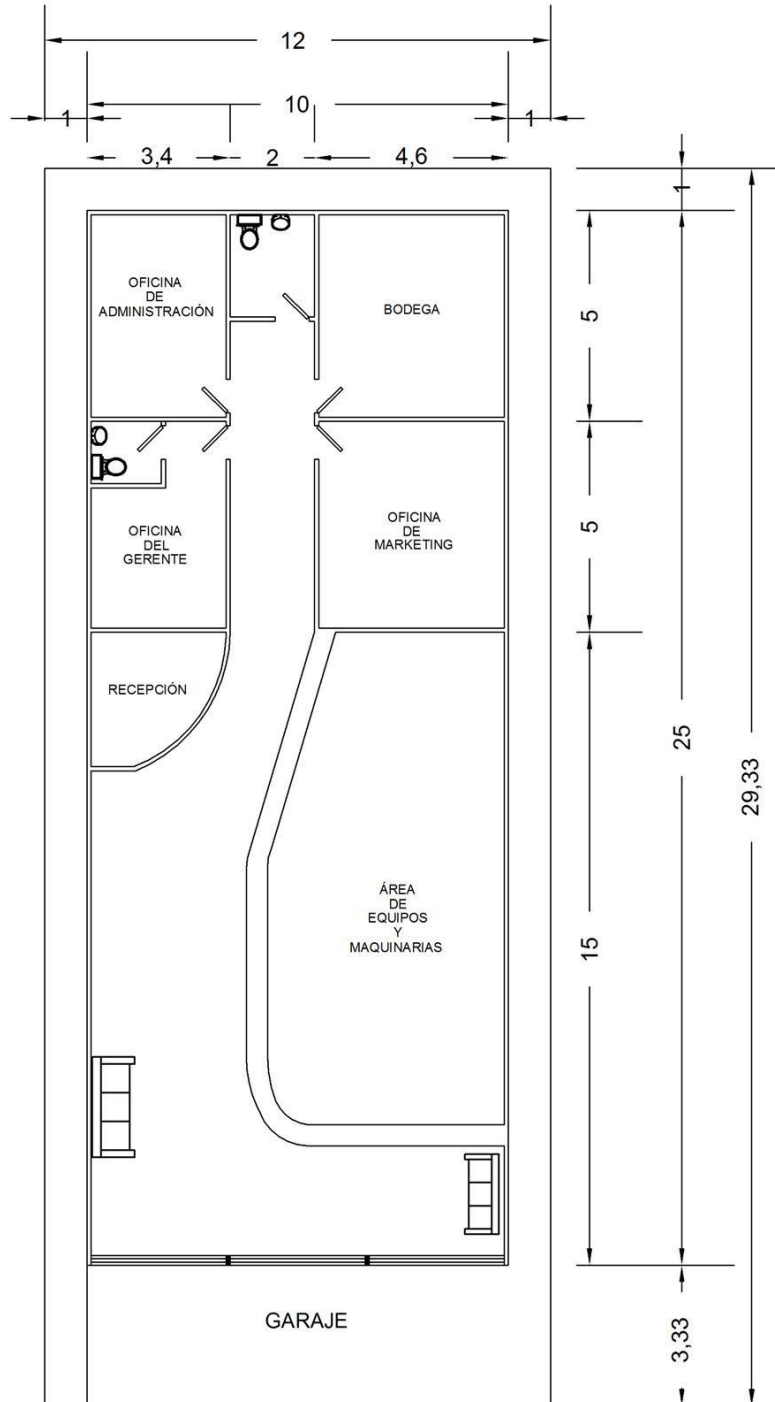 12
10
1
1
3,4
2
4,6
1
OFICINA
DE
ADMINISTRACIÓN
BODEGA
5
OFICINA
DEL
GERENTE
OFICINA
DE
MARKETING
5
RECEPCIÓN
25
29,33
ÁREA
DE
EQUIPOS
Y
MAQUINARIAS
15
GARAJE
3,33